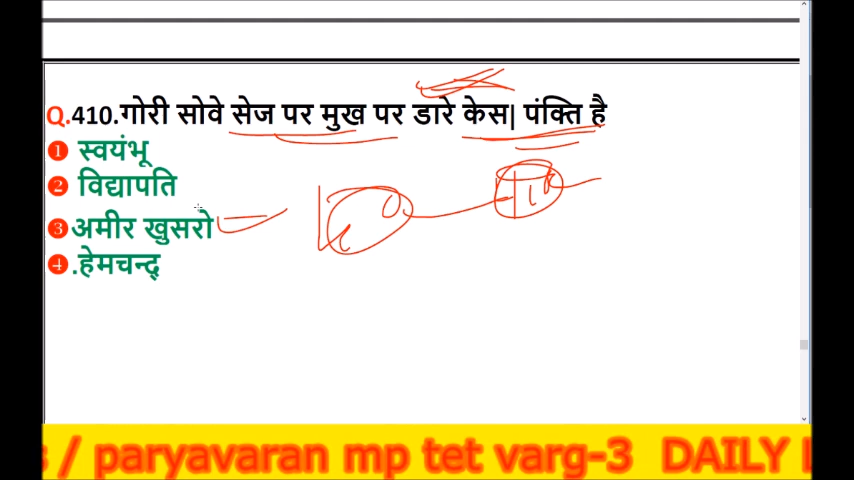 Q.410.गोरी सोवे सेज पर मुख पर डारे केस| पंक्ति है
❶ स्वयंभू
❷ विद्यापति
❸अमीर खुसरो
❹.हेमचन्द्
s / paryavaran mp tet varg-3 DAILY